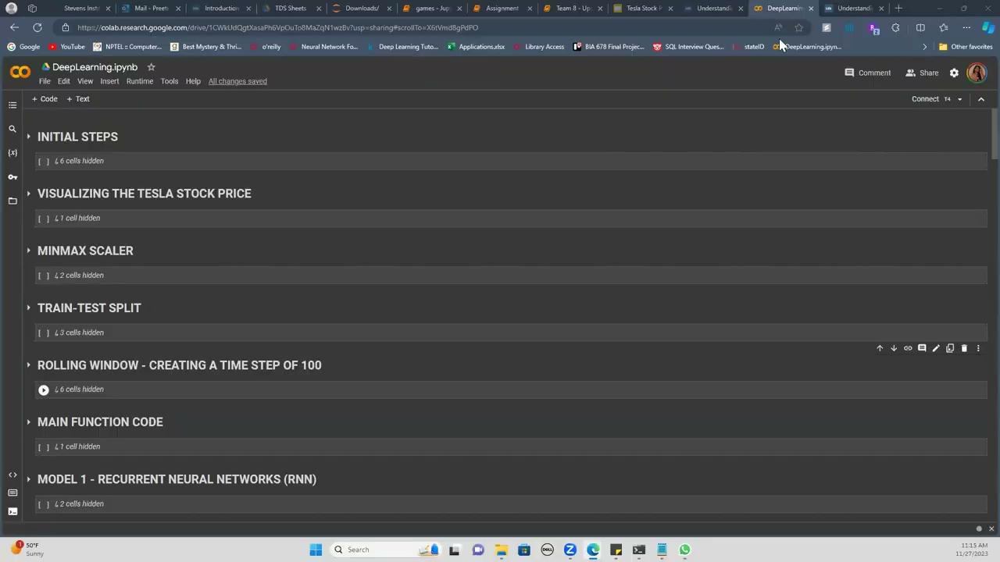 Stevens Inst
Mail - Preet
Introduction
TDS Sheets
Downloads/
games - Jup
Assignment
Team 8 - Up
Tesla Stock P
Understandi
DeepLearnin
Understandi
https://colab.research.google.com/drive/1CWkUdQgtXasaPh6VpOuTo8MaZqN1wzBv?usp=sharing#scrollTo=X6tVmd8gPdPO
Google
YouTube
NPTEL :: Computer...
Best Mystery & Thri...
o'reilly
Neural Network Fo...
Deep Learning Tuto...
Applications.xlsx
Library Access
BIA 678 Final Projec...
SQL Interview Quest...
stateID
DeepLearning.ipyn...
Other favorites
DeepLearning.ipynb
File Edit View Insert Runtime Tools Help All changes saved
Comment
Share
+ Code + Text
Connect T4
INITIAL STEPS
[ ] ↳ 6 cells hidden
VISUALIZING THE TESLA STOCK PRICE
[ ] ↳ 1 cell hidden
MINMAX SCALER
[ ] ↳ 2 cells hidden
TRAIN-TEST SPLIT
[ ] ↳ 3 cells hidden
ROLLING WINDOW - CREATING A TIME STEP OF 100
↳ 6 cells hidden
MAIN FUNCTION CODE
[ ] ↳ 1 cell hidden
MODEL 1 - RECURRENT NEURAL NETWORKS (RNN)
[ ] ↳ 2 cells hidden
50°F
Sunny
Search
DELL
11:15 AM
11/27/2023